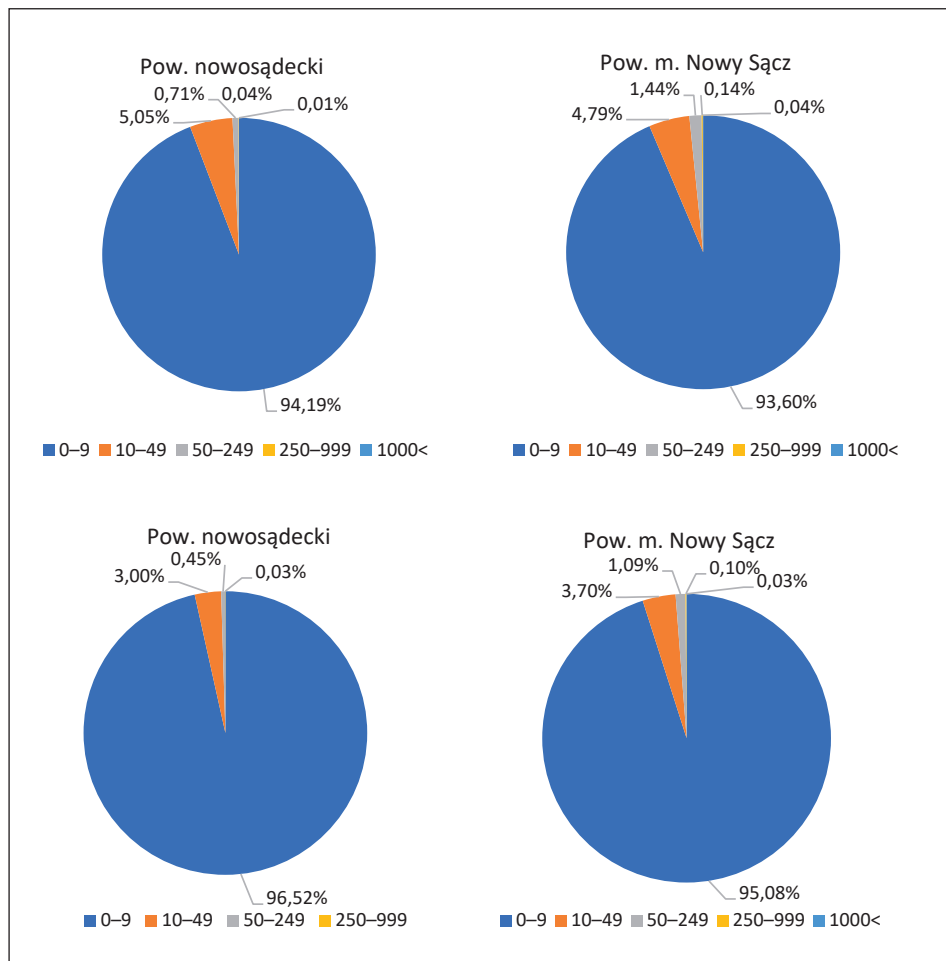 Pow. nowosądecki
0,71% 0,04% 0,01%
5,05%
94,19%
0–9 10–49 50–249 250–999 1000<
Pow. m. Nowy Sącz
1,44% 0,14%
4,79% 0,04%
93,60%
0–9 10–49 50–249 250–999 1000<
Pow. nowosądecki
0,45%
3,00% 0,03%
96,52%
0–9 10–49 50–249 250–999
Pow. m. Nowy Sącz
1,09% 0,10%
3,70% 0,03%
95,08%
0–9 10–49 50–249 250–999 1000<